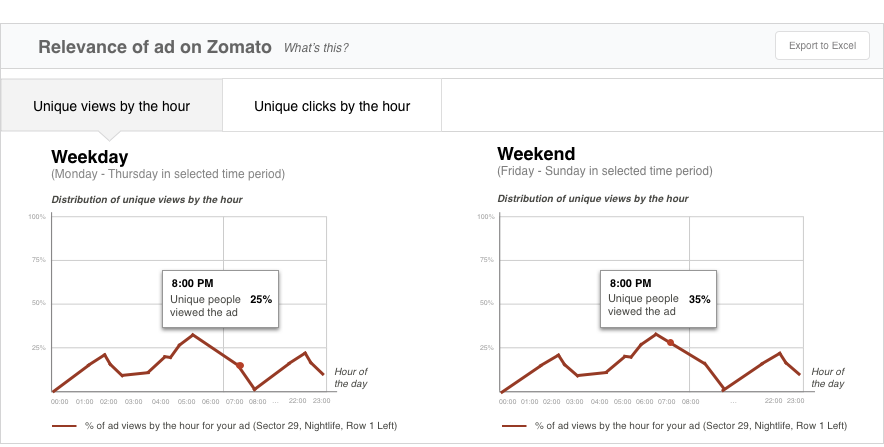 Relevance of ad on Zomato What's this?
Export to Excel
Unique views by the hour
Unique clicks by the hour
Weekday
(Monday - Thursday in selected time period)
Distribution of unique views by the hour
100%
75%
50%
25%
8:00 PM
Unique people 25%
viewed the ad
Hour of
the day
00:00 01:00 02:00 03:00 04:00 05:00 06:00 07:00 08:00 ... 22:00 23:00
% of ad views by the hour for your ad (Sector 29, Nightlife, Row 1 Left)
Weekend
(Friday - Sunday in selected time period)
Distribution of unique views by the hour
100%
75%
50%
25%
8:00 PM
Unique people 35%
viewed the ad
Hour of
the day
00:00 01:00 02:00 03:00 04:00 05:00 06:00 07:00 08:00 ... 22:00 23:00
% of ad views by the hour for your ad (Sector 29, Nightlife, Row 1 Left)